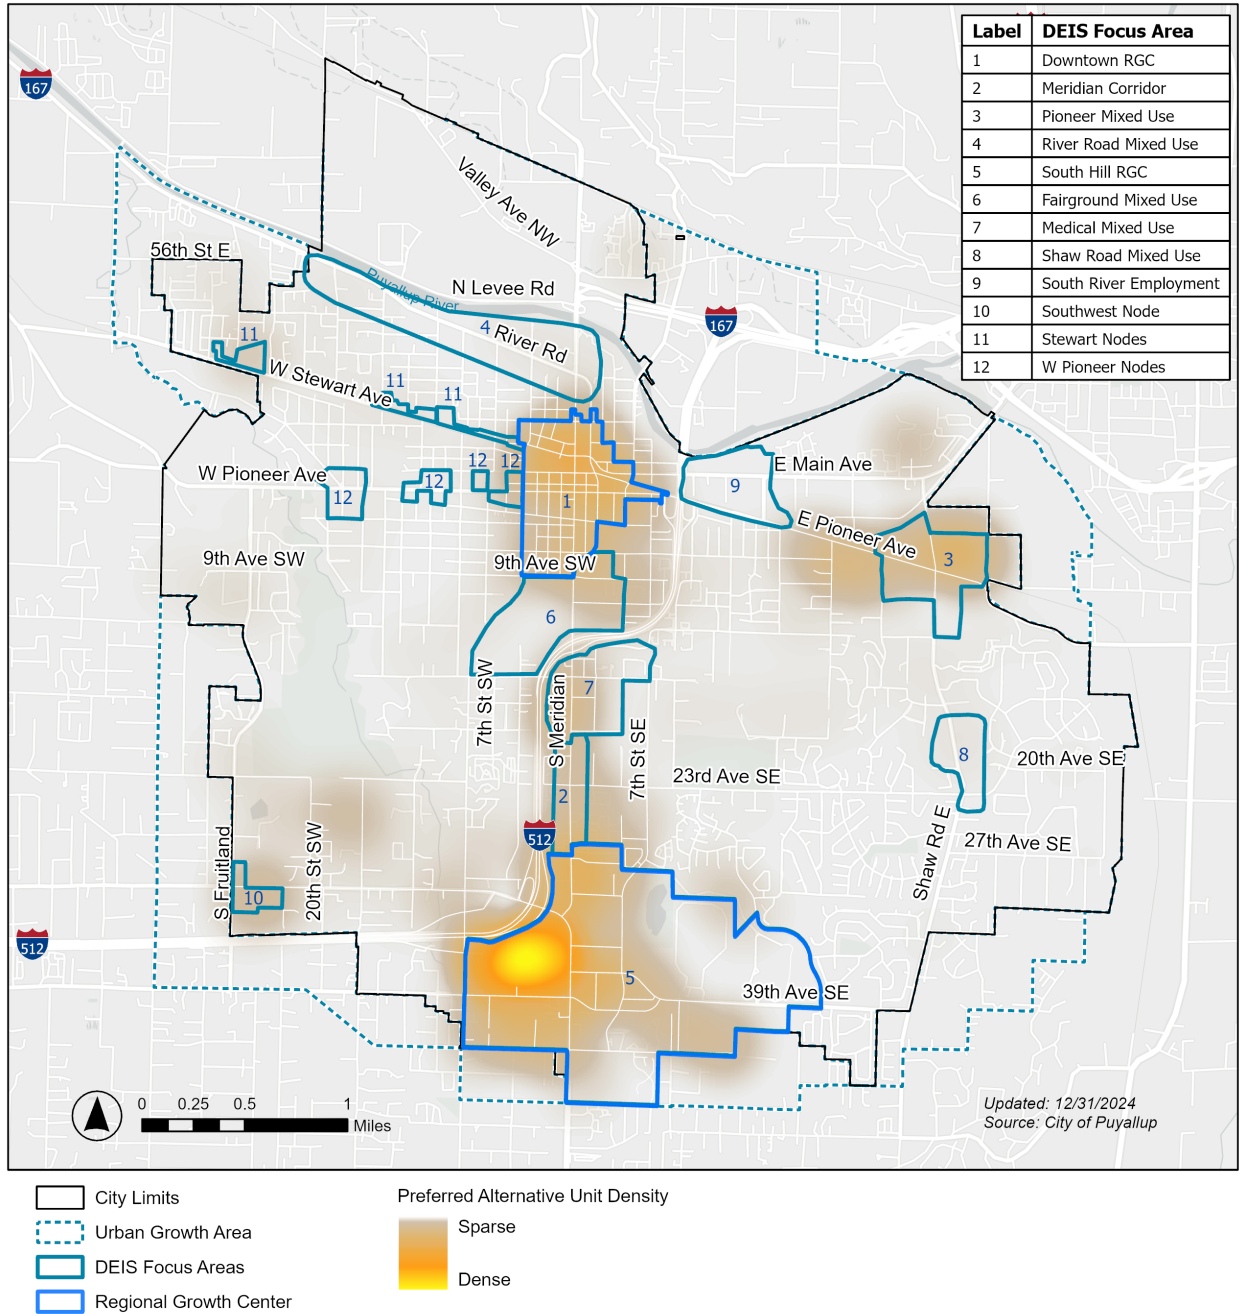 Label DEIS Focus Area
1 Downtown RGC
2 Meridian Corridor
3 Pioneer Mixed Use
4 River Road Mixed Use
5 South Hill RGC
6 Fairground Mixed Use
7 Medical Mixed Use
8 Shaw Road Mixed Use
9 South River Employment
10 Southwest Node
11 Stewart Nodes
12 W Pioneer Nodes
167
Valley Ave NW
56th St E
Puyallup River
N Levee Rd
167
4
River Rd
11
W Stewart Ave
11
11
W Pioneer Ave
12
12
12
12
1
E Main Ave
9
E Pioneer Ave
3
9th Ave SW
9th Ave SW
6
7th St SW
S Meridian
7
7th St SE
23rd Ave SE
8
20th Ave SE
2
512
27th Ave SE
Shaw Rd E
S Fruitland
20th St SW
10
512
5
39th Ave SE
0 0.25 0.5 1
Miles
Updated: 12/31/2024
Source: City of Puyallup
City Limits
Urban Growth Area
DEIS Focus Areas
Regional Growth Center
Preferred Alternative Unit Density
Sparse
Dense